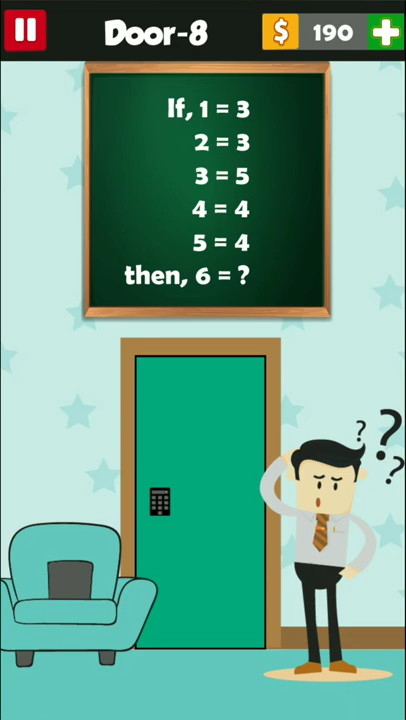 Door-8
$ 190
If, 1 = 3
2 = 3
3 = 5
4 = 4
5 = 4
then, 6 = ?
?
?
?